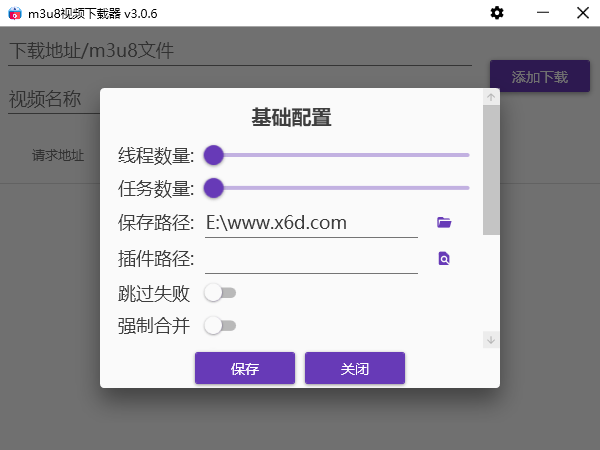 m3u8视频下载器 v3.0.6
下载地址/m3u8文件
添加下载
视频名称
请求地址
基础配置
线程数量:
任务数量:
保存路径: E:\www.x6d.com
插件路径:
跳过失败
强制合并
保存 关闭